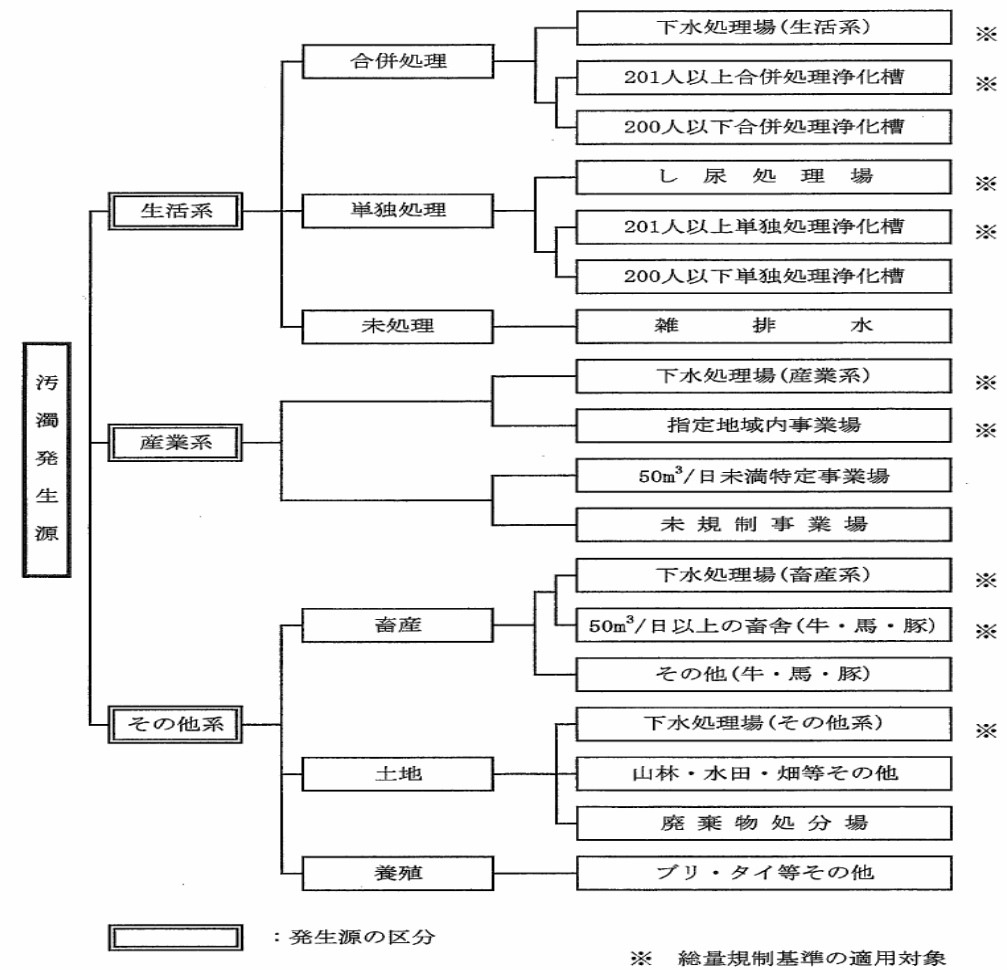 汚濁発生源
生活系
合併処理
下水処理場(生活系) ※
201人以上合併処理浄化槽 ※
200人以下合併処理浄化槽
単独処理
し尿処理場 ※
201人以上単独処理浄化槽 ※
200人以下単独処理浄化槽
未処理
雑排水
産業系
下水処理場(産業系) ※
指定地域内事業場 ※
50m³/日未満特定事業場
未規制事業場
その他系
畜産
下水処理場(畜産系) ※
50m³/日以上の畜舎(牛・馬・豚) ※
その他(牛・馬・豚)
土地
下水処理場(その他系) ※
山林・水田・畑等その他
廃棄物処分場
養殖
ブリ・タイ等その他
：発生源の区分
※ 総量規制基準の適用対象